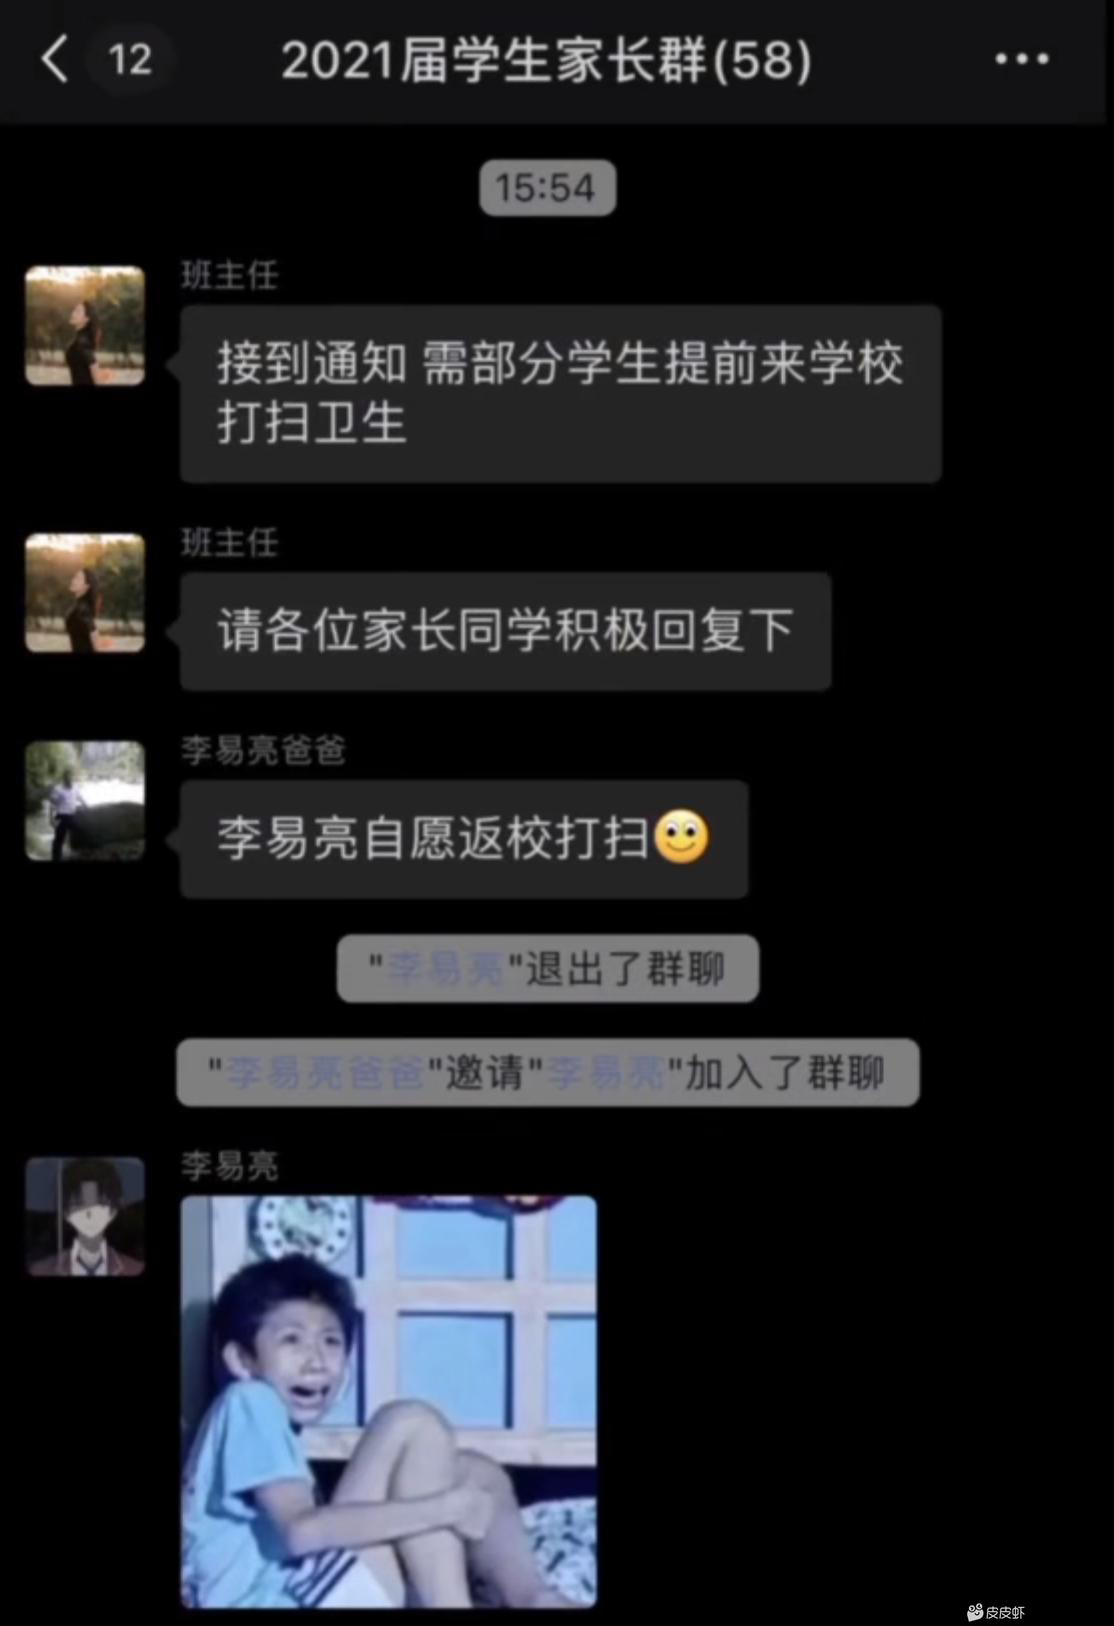 12
2021届学生家长群(58)
15:54
班主任
接到通知 需部分学生提前来学校
打扫卫生
班主任
请各位家长同学积极回复下
李易亮爸爸
李易亮自愿返校打扫
"李易亮"退出了群聊
"李易亮爸爸"邀请"李易亮"加入了群聊
李易亮
皮皮虾